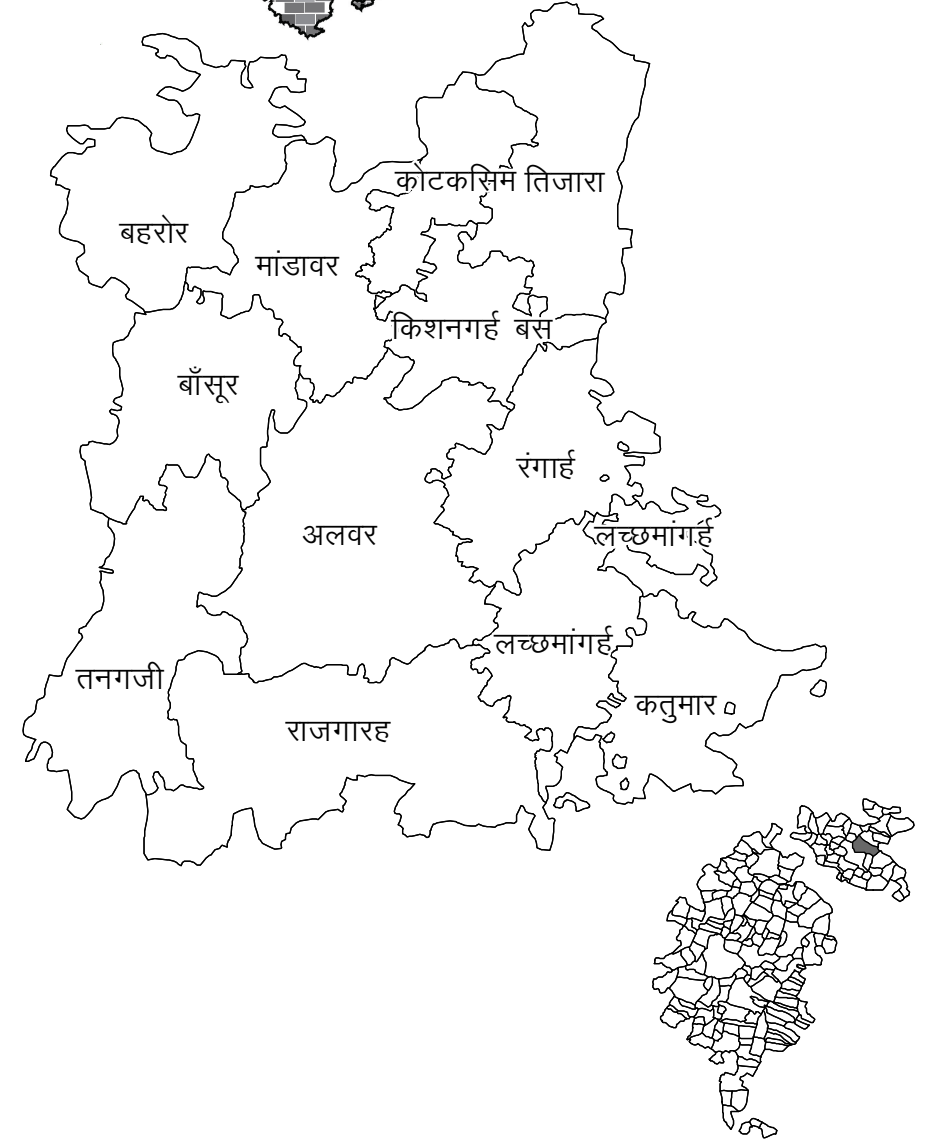 कोटकसिम तिजारा
बहरोर
मांडावर
किशनगर्ह बस
बाँसूर
रंगार्ह
अलवर
लच्छमांगर्ह
लच्छमांगर्ह
तनगजी
कतुमार
राजगारह